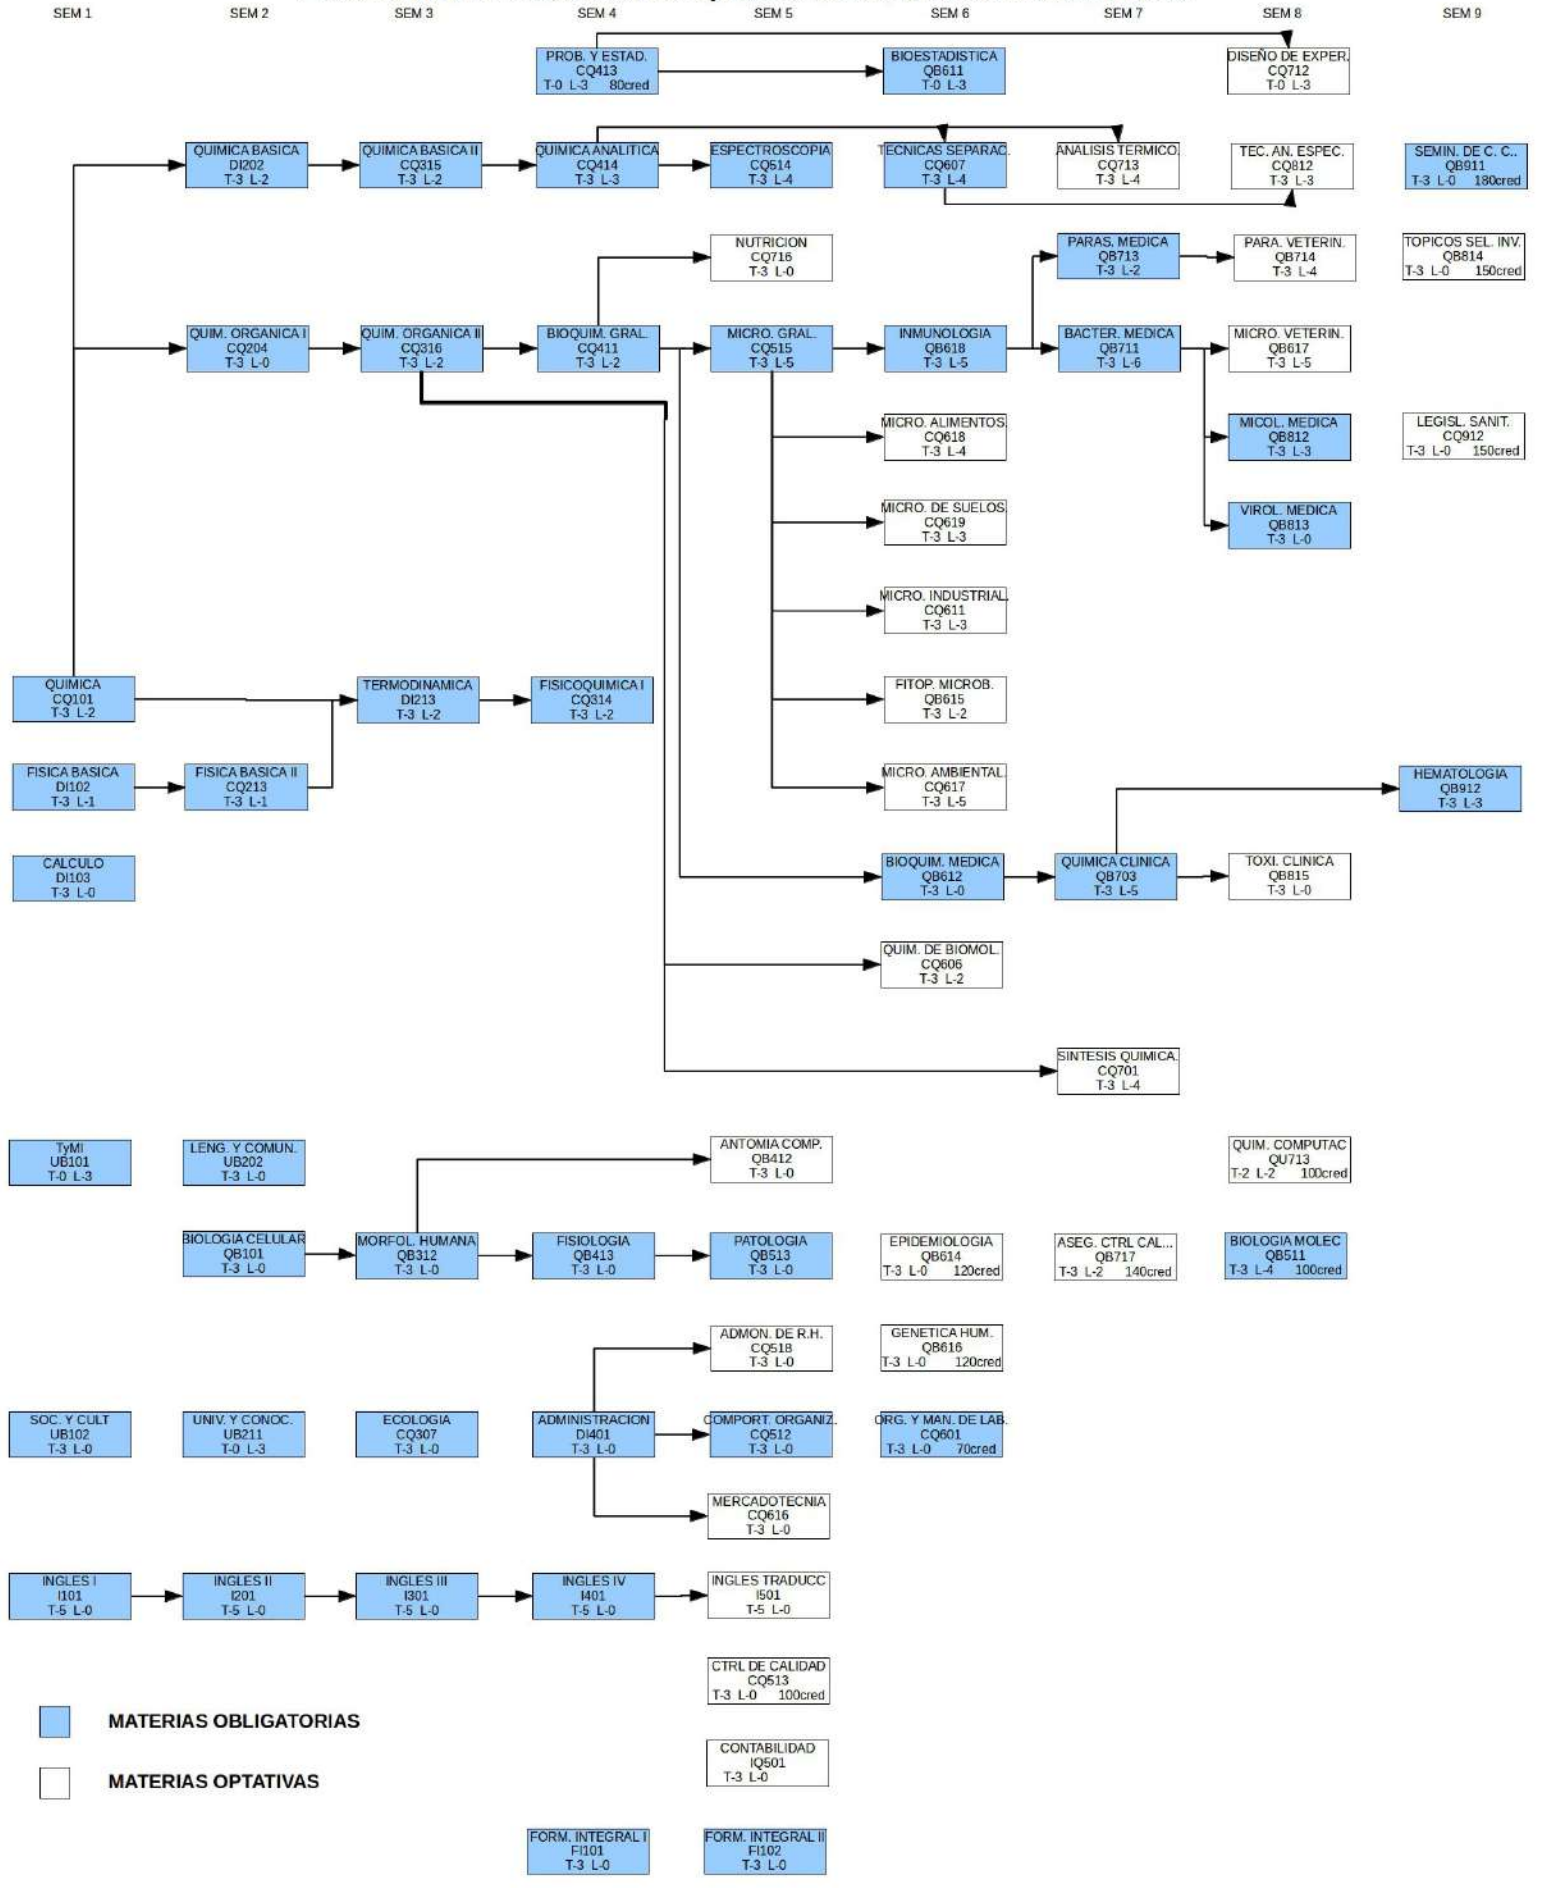 SEM 1
SEM 2
SEM 3
SEM 4
SEM 5
SEM 6
SEM 7
SEM 8
SEM 9
PROB. Y ESTAD.
CQ413
T-0 L-3 80cred
BIOESTADISTICA
QB611
T-0 L-3
DISEÑO DE EXPER.
CQ712
T-0 L-3
QUIMICA BASICA
DI202
T-3 L-2
QUIMICA BASICA II
CQ315
T-3 L-2
QUIMICA ANALITICA
CQ414
T-3 L-3
ESPECTROSCOPIA
CQ514
T-3 L-4
TECNICAS SEPARAC.
CQ607
T-3 L-4
ANALISIS TERMICO.
CQ713
T-3 L-4
TEC. AN. ESPEC.
CQ812
T-3 L-3
SEMIN. DE C. C..
QB911
T-3 L-0 180cred
NUTRICION
CQ716
T-3 L-0
PARAS. MEDICA
QB713
T-3 L-2
PARA. VETERIN.
QB714
T-3 L-4
TOPICOS SEL. INV.
QB814
T-3 L-0 150cred
QUIM. ORGANICA I
CQ204
T-3 L-0
QUIM. ORGANICA II
CQ316
T-3 L-2
BIOQUIM. GRAL.
CQ411
T-3 L-2
MICRO. GRAL.
CQ515
T-3 L-5
INMUNOLOGIA
QB618
T-3 L-5
BACTER. MEDICA
QB711
T-3 L-6
MICRO. VETERIN.
QB617
T-3 L-5
MICRO. ALIMENTOS.
CQ618
T-3 L-4
MICOL. MEDICA
QB812
T-3 L-3
LEGISL. SANIT.
CQ912
T-3 L-0 150cred
MICRO. DE SUELOS.
CQ619
T-3 L-3
VIROL. MEDICA
QB813
T-3 L-0
MICRO. INDUSTRIAL.
CQ611
T-3 L-3
QUIMICA
CQ101
T-3 L-2
TERMODINAMICA
DI213
T-3 L-2
FISICOQUIMICA I
CQ314
T-3 L-2
FITOP. MICROB.
QB615
T-3 L-2
FISICA BASICA
DI102
T-3 L-1
FISICA BASICA II
CQ213
T-3 L-1
MICRO. AMBIENTAL.
CQ617
T-3 L-5
HEMATOLOGIA
QB912
T-3 L-3
CALCULO
DI103
T-3 L-0
BIOQUIM. MEDICA
QB612
T-3 L-0
QUIMICA CLINICA
QB703
T-3 L-5
TOXI. CLINICA
QB815
T-3 L-0
QUIM. DE BIOMOL.
CQ606
T-3 L-2
SINTESIS QUIMICA.
CQ701
T-3 L-4
TyMI
UB101
T-0 L-3
LENG. Y COMUN.
UB202
T-3 L-0
ANTOMIA COMP.
QB412
T-3 L-0
QUIM. COMPUTAC
QU713
T-2 L-2 100cred
BIOLOGIA CELULAR
QB101
T-3 L-0
MORFOL. HUMANA
QB312
T-3 L-0
FISIOLOGIA
QB413
T-3 L-0
PATOLOGIA
QB513
T-3 L-0
EPIDEMIOLOGIA
QB614
T-3 L-0 120cred
ASEG. CTRL CAL...
QB717
T-3 L-2 140cred
BIOLOGIA MOLEC
QB511
T-3 L-4 100cred
ADMON. DE R.H.
CQ518
T-3 L-0
GENETICA HUM.
QB616
T-3 L-0 120cred
SOC. Y CULT
UB102
T-3 L-0
UNIV. Y CONOC.
UB211
T-0 L-3
ECOLOGIA
CQ307
T-3 L-0
ADMINISTRACION
DI401
T-3 L-0
COMPORT. ORGANIZ.
CQ512
T-3 L-0
ORG. Y MAN. DE LAB.
CQ601
T-3 L-0 70cred
MERCADOTECNIA
CQ616
T-3 L-0
INGLES I
I101
T-5 L-0
INGLES II
I201
T-5 L-0
INGLES III
I301
T-5 L-0
INGLES IV
I401
T-5 L-0
INGLES TRADUCC
I501
T-5 L-0
CTRL DE CALIDAD
CQ513
T-3 L-0 100cred
MATERIAS OBLIGATORIAS
CONTABILIDAD
IQ501
T-3 L-0
MATERIAS OPTATIVAS
FORM. INTEGRAL I
FI101
T-3 L-0
FORM. INTEGRAL II
FI102
T-3 L-0